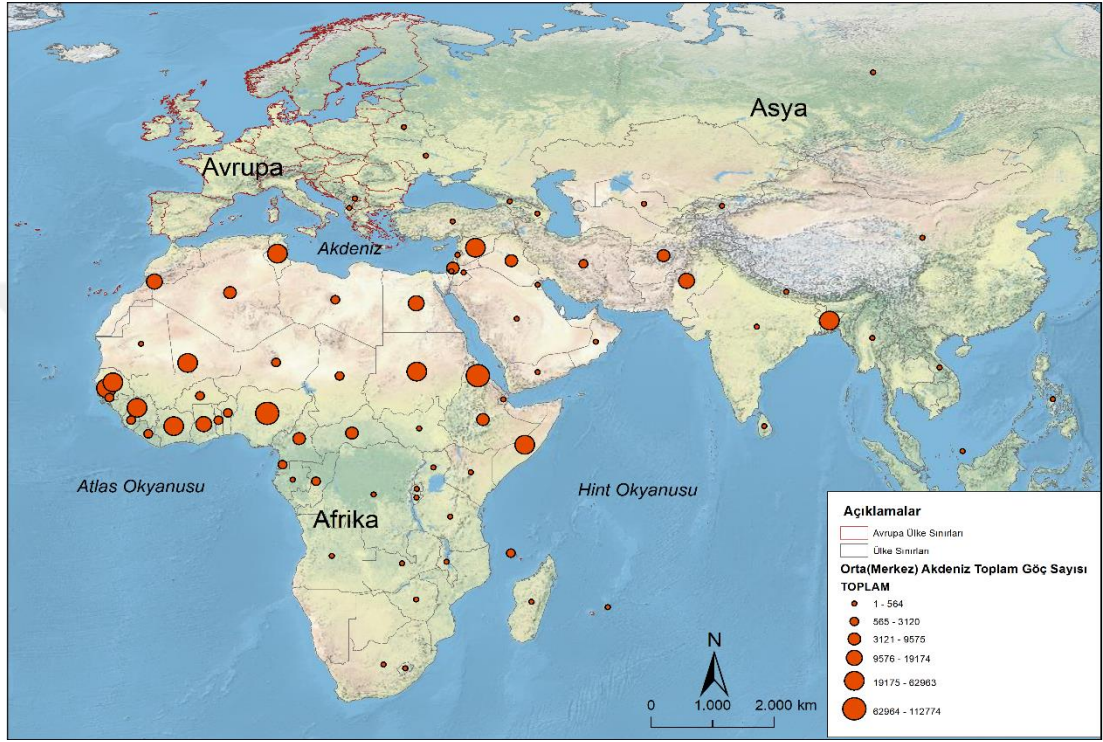 Asya
Avrupa
Akdeniz
Atlas Okyanusu
Hint Okyanusu
Afrika
N
0 1.000 2.000 km
Açıklamalar
Avrupa Ülke Sınırları
Ülke Sınırları
Orta(Merkez) Akdeniz Toplam Göç Sayısı
TOPLAM
1 - 564
565 - 3120
3121 - 9575
9576 - 19174
19175 - 62963
62964 - 112774